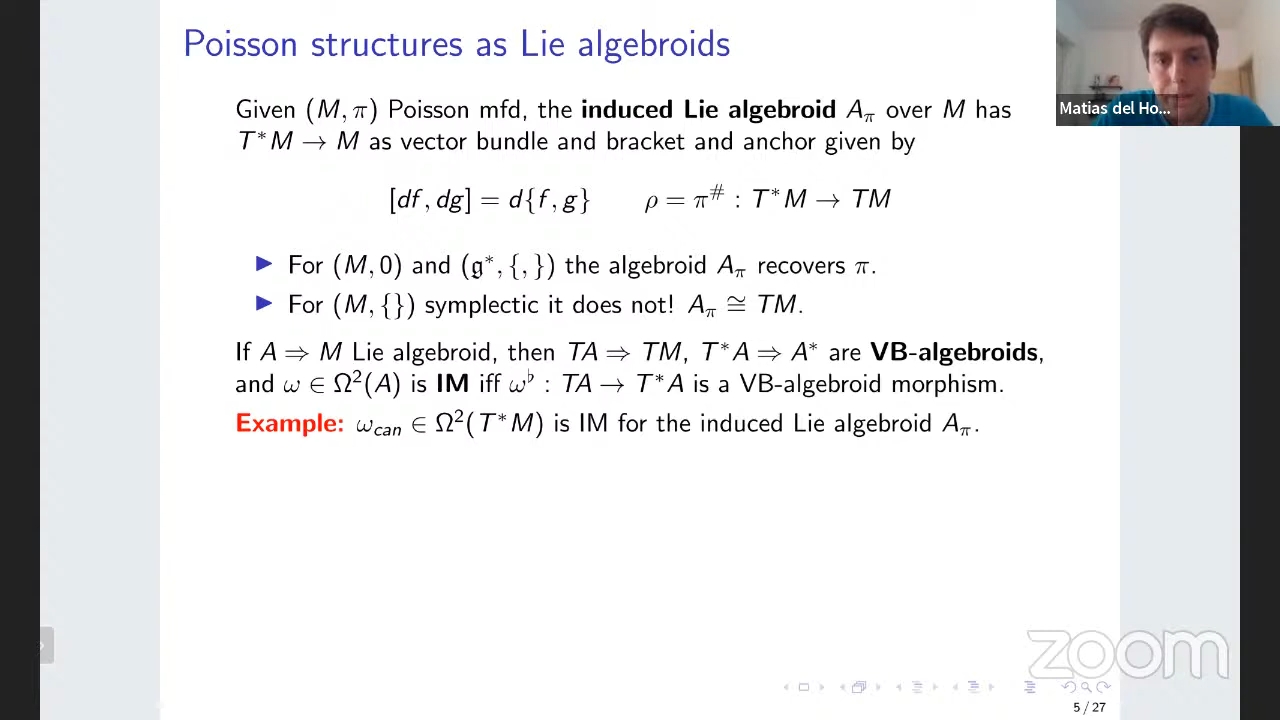 Poisson structures as Lie algebroids
Matias del Ho...
Given (M, π) Poisson mfd, the induced Lie algebroid A_π over M has
T*M → M as vector bundle and bracket and anchor given by
[df, dg] = d{f, g} ρ = π^# : T*M → TM
▶ For (M, 0) and (𝔤*, {, }) the algebroid A_π recovers π.
▶ For (M, {}) symplectic it does not! A_π ≅ TM.
If A ⇒ M Lie algebroid, then TA ⇒ TM, T*A ⇒ A* are VB-algebroids,
and ω ∈ Ω²(A) is IM iff ω^♭ : TA → T*A is a VB-algebroid morphism.
Example: ω_can ∈ Ω²(T*M) is IM for the induced Lie algebroid A_π.
zoom
5 / 27